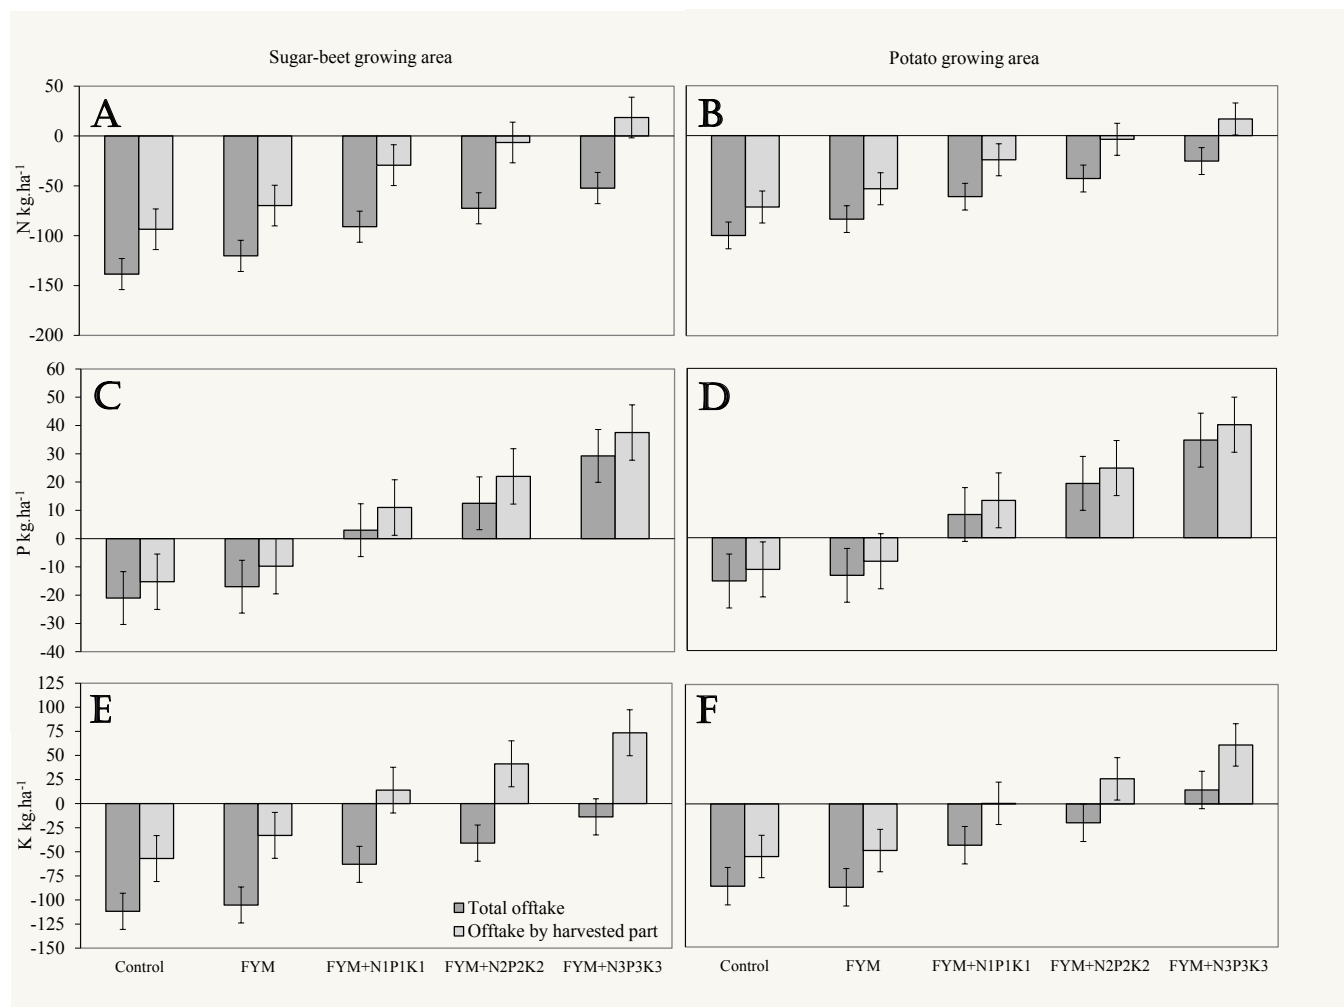 Sugar-beet growing area
Potato growing area
A
B
N kg.ha-1
50
0
-50
-100
-150
-200
C
D
P kg.ha-1
60
50
40
30
20
10
0
-10
-20
-30
-40
E
F
K kg.ha-1
125
100
75
50
25
0
-25
-50
-75
-100
-125
-150
Total offtake
Offtake by harvested part
Control FYM FYM+N1P1K1 FYM+N2P2K2 FYM+N3P3K3
Control FYM FYM+N1P1K1 FYM+N2P2K2 FYM+N3P3K3